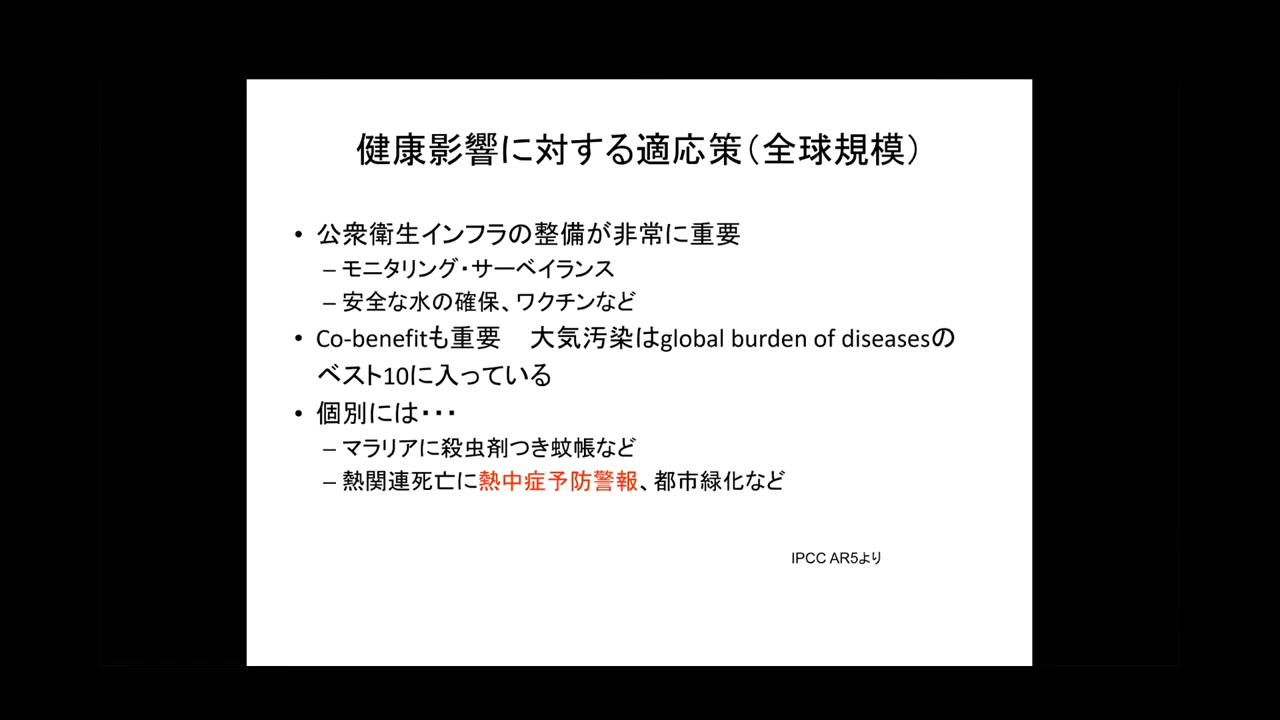 健康影響に対する適応策（全球規模）
• 公衆衛生インフラの整備が非常に重要
– モニタリング・サーベイランス
– 安全な水の確保、ワクチンなど
• Co-benefitも重要　大気汚染はglobal burden of diseasesの
ベスト10に入っている
• 個別には・・・
– マラリアに殺虫剤つき蚊帳など
– 熱関連死亡に熱中症予防警報、都市緑化など
IPCC AR5より